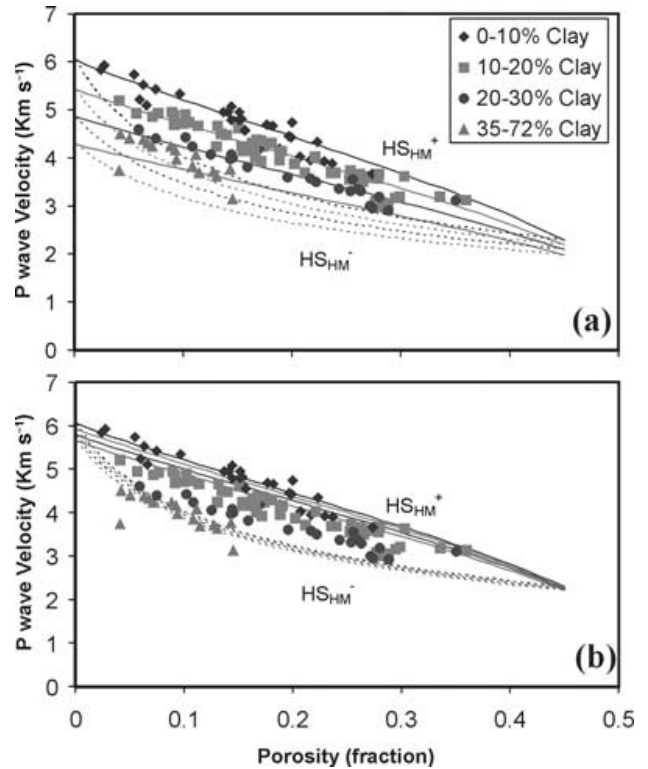 7
6
5
4
3
2
1
0
P wave Velocity (Km s⁻¹)
0-10% Clay
10-20% Clay
20-30% Clay
35-72% Clay
HS_HM⁺
HS_HM⁻
(a)
7
6
5
4
3
2
1
0
P wave Velocity (Km s⁻¹)
HS_HM⁺
HS_HM⁻
(b)
0
0.1
0.2
0.3
0.4
0.5
Porosity (fraction)